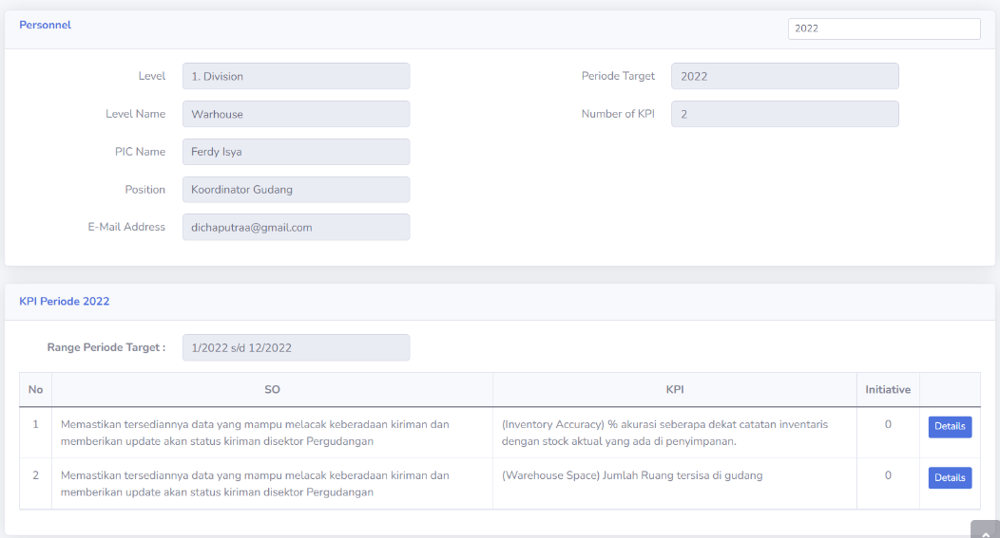 Personnel
2022
Level
1. Division
Periode Target
2022
Level Name
Warhouse
Number of KPI
2
PIC Name
Ferdy Isya
Position
Koordinator Gudang
E-Mail Address
dichaputraa@gmail.com
KPI Periode 2022
Range Periode Target :
1/2022 s/d 12/2022
No
SO
KPI
Initiative
1
Memastikan tersediannya data yang mampu melacak keberadaan kiriman dan
memberikan update akan status kiriman disektor Pergudangan
(Inventory Accuracy) % akurasi seberapa dekat catatan inventaris
dengan stock aktual yang ada di penyimpanan.
0
Details
2
Memastikan tersediannya data yang mampu melacak keberadaan kiriman dan
memberikan update akan status kiriman disektor Pergudangan
(Warehouse Space) Jumlah Ruang tersisa di gudang
0
Details